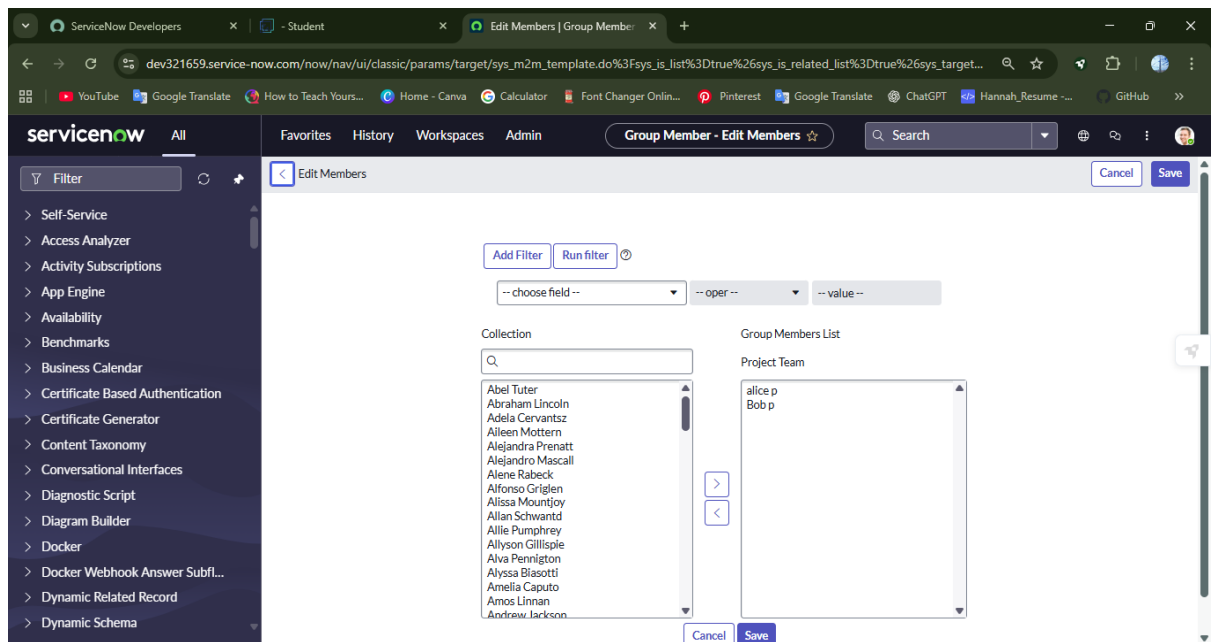 ServiceNow Developers
- Student
Edit Members | Group Member
dev321659.service-now.com/now/nav/ui/classic/params/target/sys_m2m_template.do%3Fsys_is_list%3Dtrue%26sys_is_related_list%3Dtrue%26sys_target...
YouTube Google Translate How to Teach Yours... Home - Canva Calculator Font Changer Onlin... Pinterest Google Translate ChatGPT Hannah_Resume -... GitHub
servicenow All Favorites History Workspaces Admin Group Member - Edit Members Search
Filter
Edit Members
Cancel Save
Self-Service
Access Analyzer
Activity Subscriptions
App Engine
Availability
Benchmarks
Business Calendar
Certificate Based Authentication
Certificate Generator
Content Taxonomy
Conversational Interfaces
Diagnostic Script
Diagram Builder
Docker
Docker Webhook Answer Subfl...
Dynamic Related Record
Dynamic Schema
Add Filter Run filter
-- choose field -- -- oper -- -- value --
Collection
Abel Tuter
Abraham Lincoln
Adela Cervantsz
Aileen Mottern
Alejandra Prenatt
Alejandro Mascall
Alene Rabeck
Alfonso Griglen
Alissa Mountjoy
Allan Schwantd
Allie Pumphrey
Allyson Gillispie
Alva Pennigton
Alyssa Biasotti
Amelia Caputo
Amos Linnan
Andrew Jackson
Group Members List
Project Team
alice p
Bob p
Cancel Save